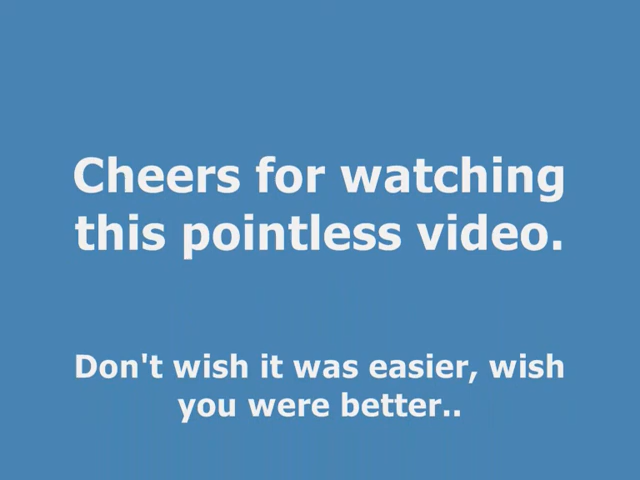 Cheers for watching
this pointless video.
Don't wish it was easier, wish
you were better..